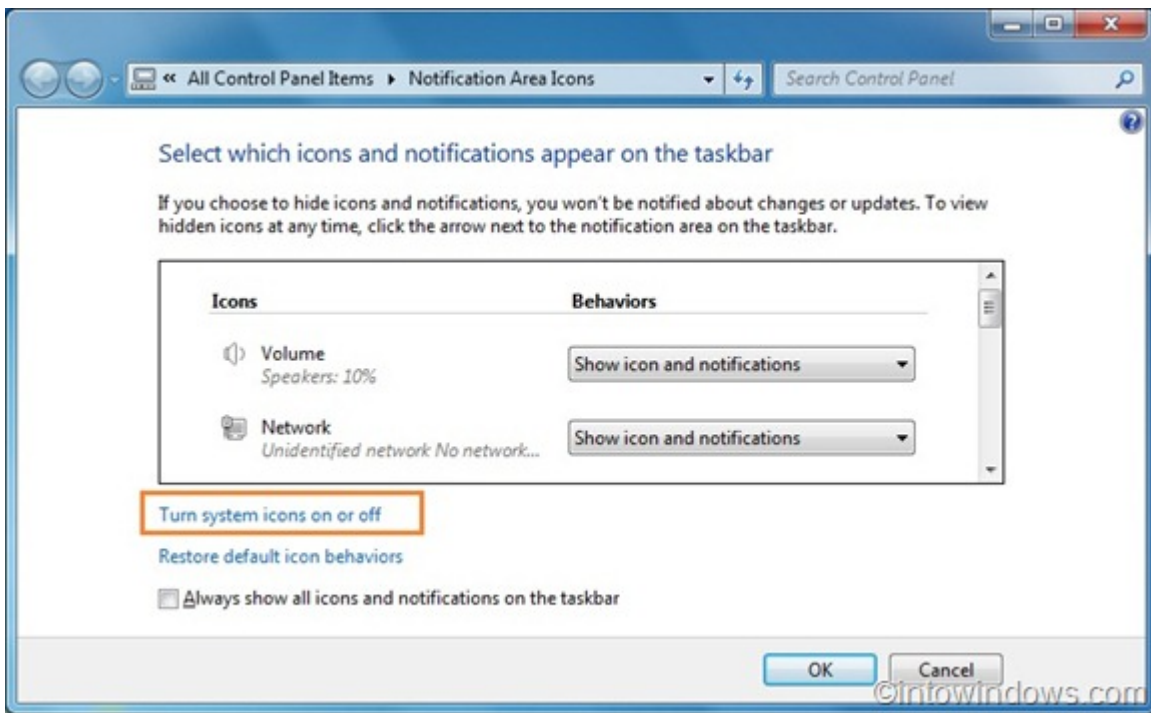 « All Control Panel Items ▸ Notification Area Icons
Search Control Panel
Select which icons and notifications appear on the taskbar
If you choose to hide icons and notifications, you won't be notified about changes or updates. To view
hidden icons at any time, click the arrow next to the notification area on the taskbar.
Icons Behaviors
Volume Show icon and notifications
Speakers: 10%
Network Show icon and notifications
Unidentified network No network...
Turn system icons on or off
Restore default icon behaviors
Always show all icons and notifications on the taskbar
OK Cancel
©intowindows.com